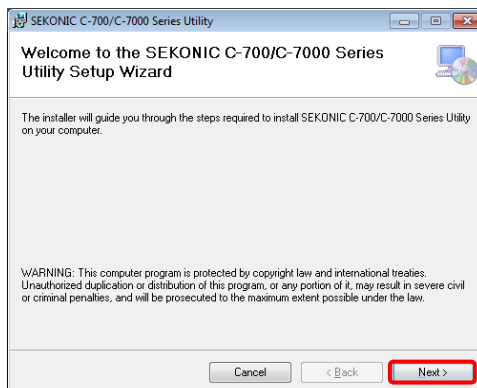 SEKONIC C-700/C-7000 Series Utility
Welcome to the SEKONIC C-700/C-7000 Series
Utility Setup Wizard
The installer will guide you through the steps required to install SEKONIC C-700/C-7000 Series Utility
on your computer.
WARNING: This computer program is protected by copyright law and international treaties.
Unauthorized duplication or distribution of this program, or any portion of it, may result in severe civil
or criminal penalties, and will be prosecuted to the maximum extent possible under the law.
Cancel < Back Next >